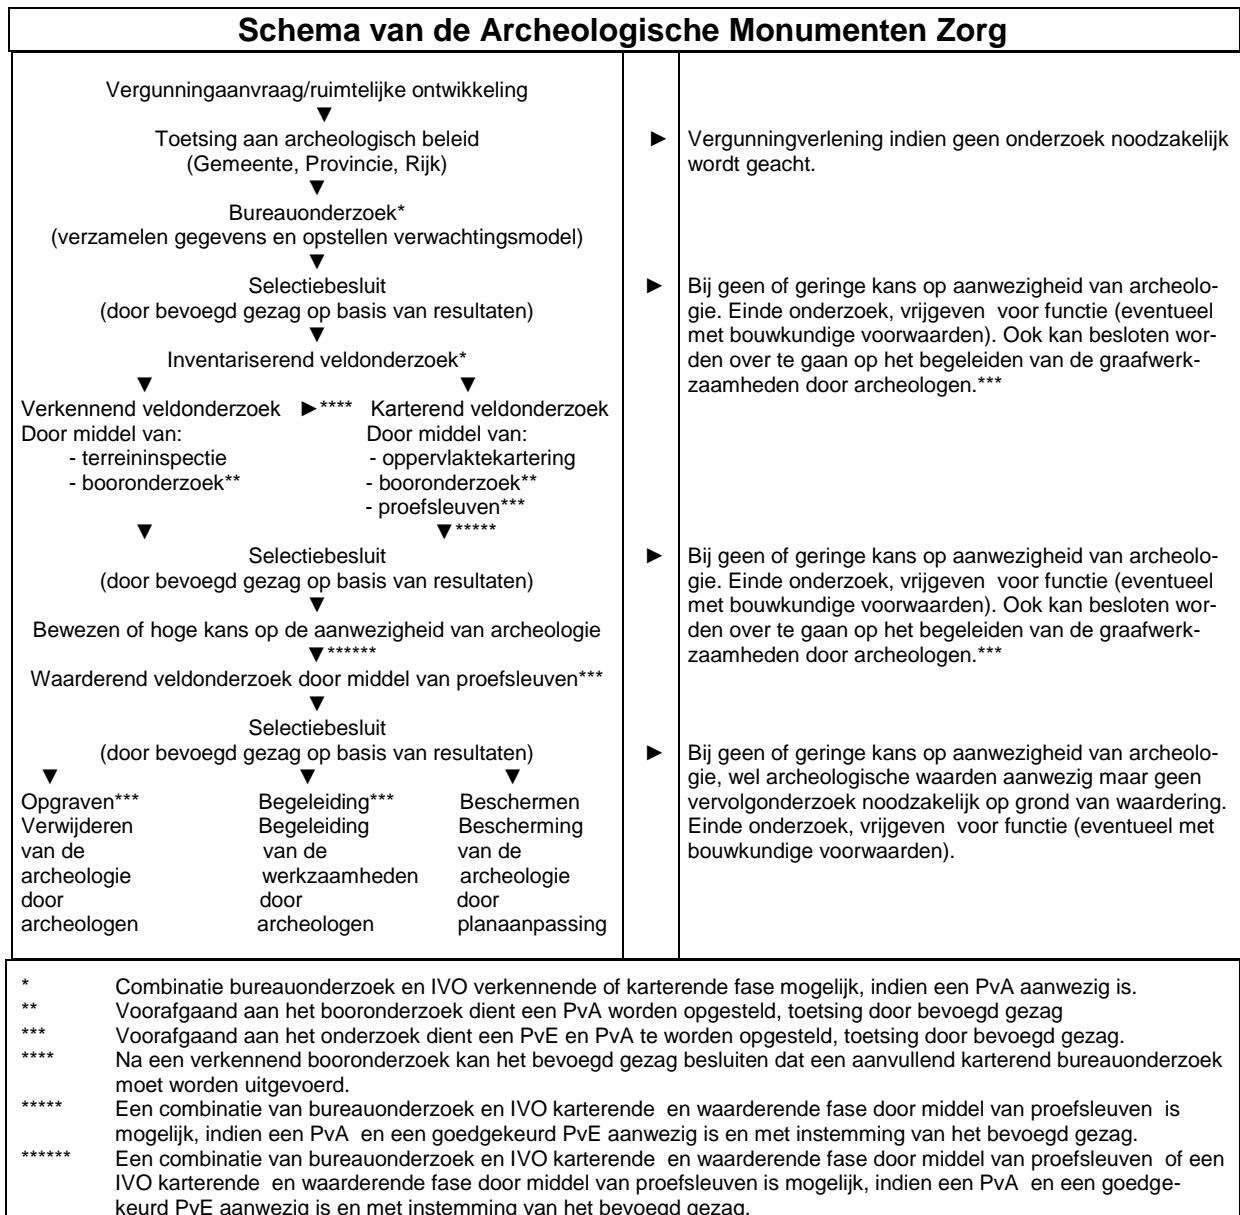 Schema van de Archeologische Monumenten Zorg
Vergunningaanvraag/ruimtelijke ontwikkeling
▼
Toetsing aan archeologisch beleid
(Gemeente, Provincie, Rijk)
► Vergunningverlening indien geen onderzoek noodzakelijk
wordt geacht.
▼
Bureauonderzoek*
(verzamelen gegevens en opstellen verwachtingsmodel)
▼
Selectiebesluit
(door bevoegd gezag op basis van resultaten)
► Bij geen of geringe kans op aanwezigheid van archeolo-
gie. Einde onderzoek, vrijgeven voor functie (eventueel
met bouwkundige voorwaarden). Ook kan besloten wor-
den over te gaan op het begeleiden van de graafwerk-
zaamheden door archeologen.***
▼
Inventariserend veldonderzoek*
▼ ▼
Verkennend veldonderzoek ►**** Karterend veldonderzoek
Door middel van: Door middel van:
- terreininspectie - oppervlaktekartering
- booronderzoek** - booronderzoek**
- proefsleuven***
▼ ▼*****
Selectiebesluit
(door bevoegd gezag op basis van resultaten)
► Bij geen of geringe kans op aanwezigheid van archeolo-
gie. Einde onderzoek, vrijgeven voor functie (eventueel
met bouwkundige voorwaarden). Ook kan besloten wor-
den over te gaan op het begeleiden van de graafwerk-
zaamheden door archeologen.***
▼
Bewezen of hoge kans op de aanwezigheid van archeologie
▼******
Waarderend veldonderzoek door middel van proefsleuven***
▼
Selectiebesluit
(door bevoegd gezag op basis van resultaten)
► Bij geen of geringe kans op aanwezigheid van archeolo-
gie, wel archeologische waarden aanwezig maar geen
vervolgonderzoek noodzakelijk op grond van waardering.
Einde onderzoek, vrijgeven voor functie (eventueel met
bouwkundige voorwaarden).
▼ ▼ ▼
Opgraven*** Begeleiding*** Beschermen
Verwijderen Begeleiding Bescherming
van de van de van de
archeologie werkzaamheden archeologie
door door door
archeologen archeologen planaanpassing
* Combinatie bureauonderzoek en IVO verkennende of karterende fase mogelijk, indien een PvA aanwezig is.
** Voorafgaand aan het booronderzoek dient een PvA worden opgesteld, toetsing door bevoegd gezag
*** Voorafgaand aan het onderzoek dient een PvE en PvA te worden opgesteld, toetsing door bevoegd gezag.
**** Na een verkennend booronderzoek kan het bevoegd gezag besluiten dat een aanvullend karterend bureauonderzoek
moet worden uitgevoerd.
***** Een combinatie van bureauonderzoek en IVO karterende en waarderende fase door middel van proefsleuven is
mogelijk, indien een PvA en een goedgekeurd PvE aanwezig is en met instemming van het bevoegd gezag.
****** Een combinatie van bureauonderzoek en IVO karterende en waarderende fase door middel van proefsleuven of een
IVO karterende en waarderende fase door middel van proefsleuven is mogelijk, indien een PvA en een goedge-
keurd PvE aanwezig is en met instemming van het bevoegd gezag.